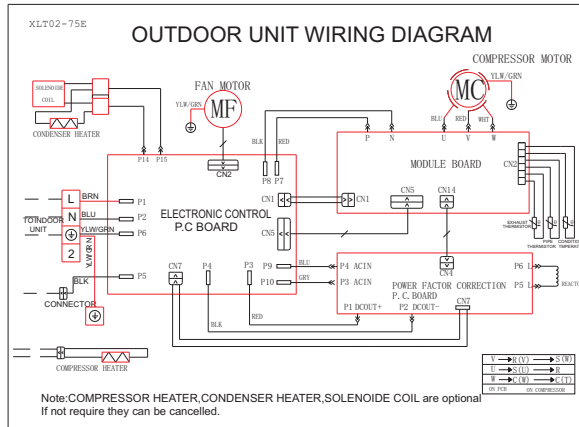 XLT02-75E
OUTDOOR UNIT WIRING DIAGRAM
COMPRESSOR MOTOR
SOLENOIDE
COIL
CONDENSER HEATER
FAN MOTOR
YLW/GRN
MF
CN2
YLW/GRN
MC
BLU RED WHT
BLK RED
P14 P15
P8 P7
P N U V W
MODULE BOARD
CN2
CN1 CN1
CN5 CN14
L BRN P1
N BLU P2
TO INDOOR
UNIT
YLW/GRN P6
2
YLW/GRN
ELECTRONIC CONTROL
P.C BOARD
CN5
EXHAUST
THERMISTOR
PIPE
THERMISTOR
BLK P5
CONNECTOR
CN7 P4 P3
P9 BLU P4 ACIN
P10 GRY P3 ACIN
CN4
POWER FACTOR CORRECTION
P.C.BOARD
P6 L
P5 L
P1 DCOUT+ P2 DCOUT-
CN7
BLK RED
COMPRESSOR HEATER
V R(V) S(W)
U S(U) R
W C(W) C(T)
ON PCB ON COMPRESSOR
Note:COMPRESSOR HEATER,CONDENSER HEATER,SOLENOIDE COIL are optional
If not require they can be cancelled.